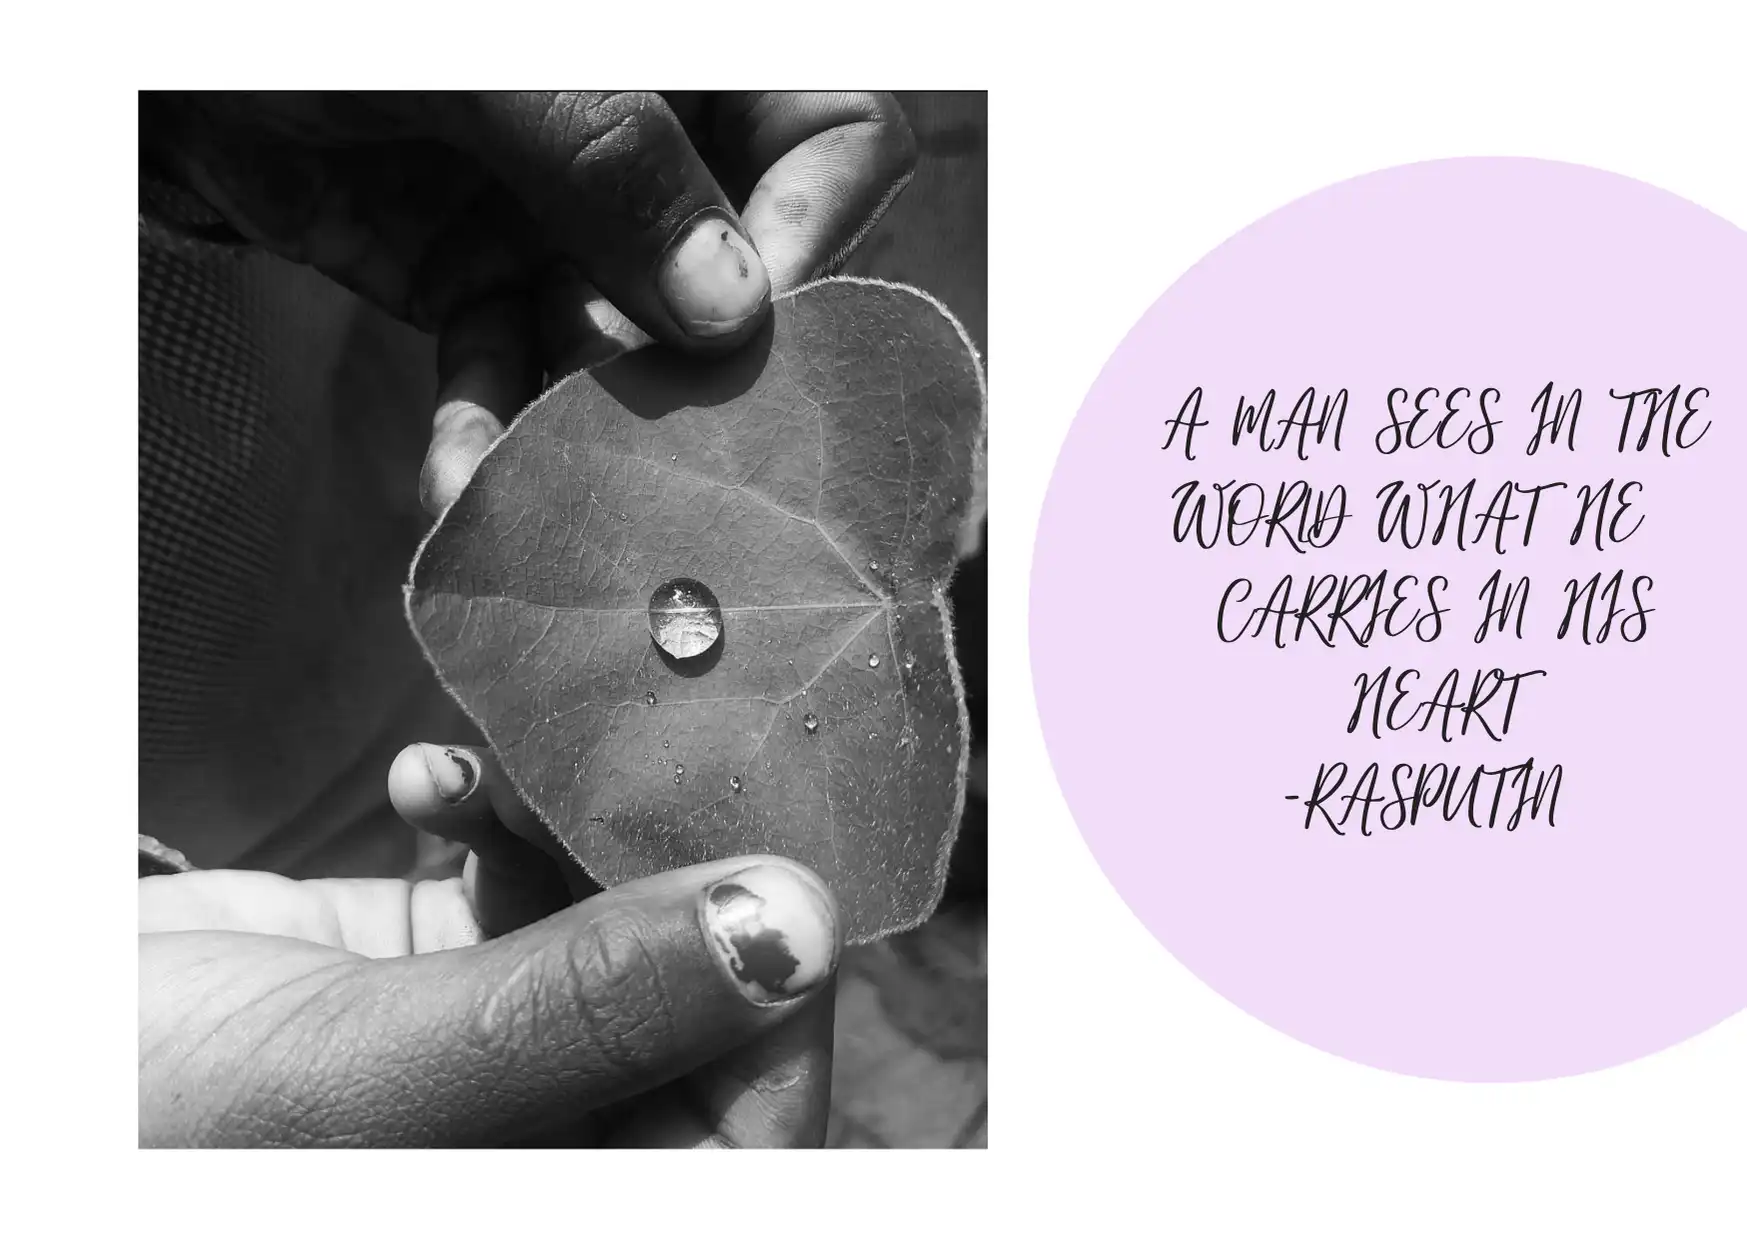 A MAN SEES IN THE
WORLD WHAT HE
CARRIES IN HIS
HEART
-RASPUTIN